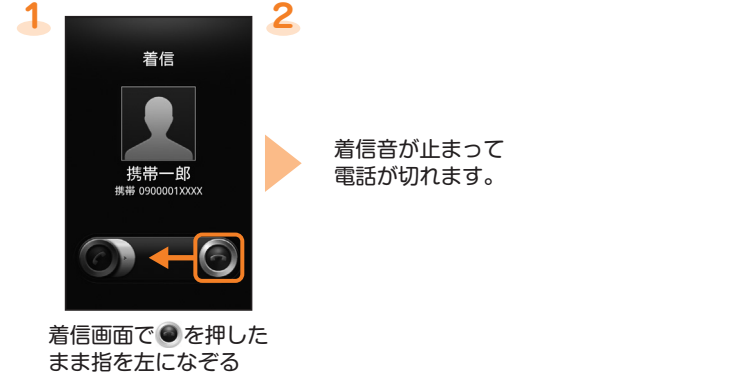 1
着信
携帯一郎
携帯 0900001XXXX
着信画面で を押した
まま指を左になぞる
2
着信音が止まって
電話が切れます。